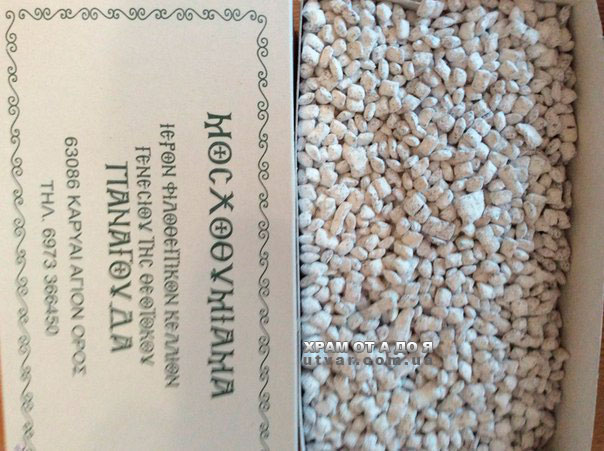 ΜΟΣΧΟΘΥΜΙΑΜΑ
ΙΕΡΟΝ ΦΙΛΟΘΕΪΤΙΚΟΝ ΚΕΛΛΙΟΝ
ΓΕΝΕΣΙΟΥ ΤΗΣ ΘΕΟΤΟΚΟΥ
ΠΑΝΑΓΟΥΔΑ
63086 ΚΑΡΥΑΙ ΑΓΙΟΝ ΟΡΟΣ
ΤΗΛ. 6973 366450
ХРАМ ОТ А ДО Я
utvar.com.ua